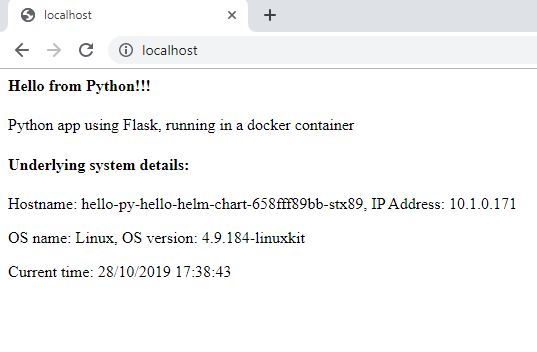 localhost
localhost
Hello from Python!!!
Python app using Flask, running in a docker container
Underlying system details:
Hostname: hello-py-hello-helm-chart-658fff89bb-stx89, IP Address: 10.1.0.171
OS name: Linux, OS version: 4.9.184-linuxkit
Current time: 28/10/2019 17:38:43